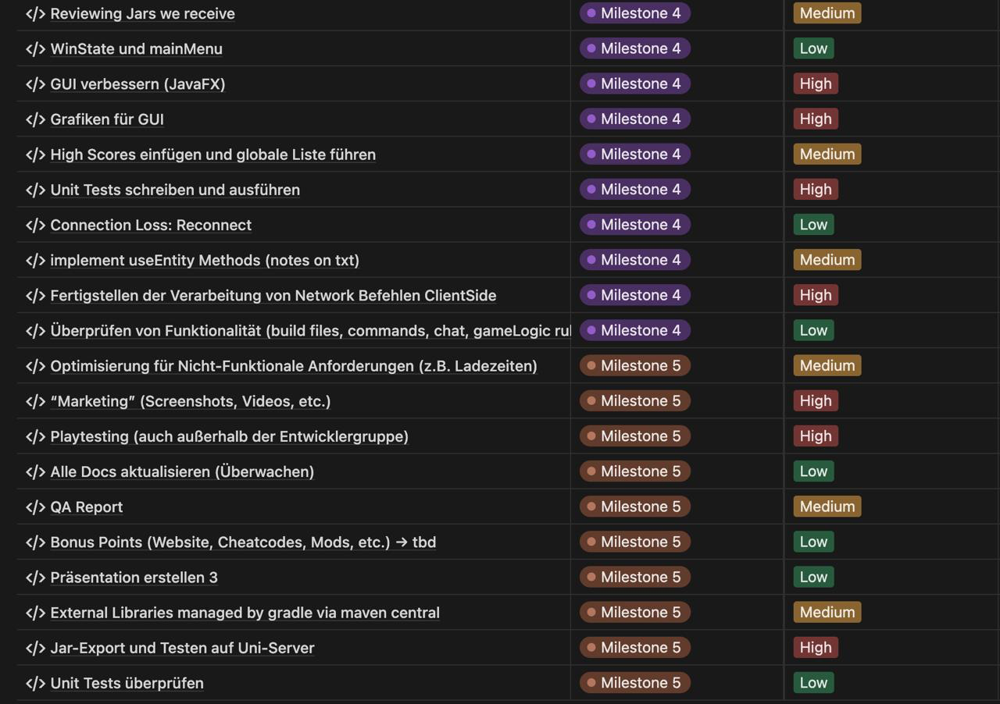 </> Reviewing Jars we receive Milestone 4 Medium
</> WinState und mainMenu Milestone 4 Low
</> GUI verbessern (JavaFX) Milestone 4 High
</> Grafiken für GUI Milestone 4 High
</> High Scores einfügen und globale Liste führen Milestone 4 Medium
</> Unit Tests schreiben und ausführen Milestone 4 High
</> Connection Loss: Reconnect Milestone 4 Low
</> implement useEntity Methods (notes on txt) Milestone 4 Medium
</> Fertigstellen der Verarbeitung von Network Befehlen ClientSide Milestone 4 High
</> Überprüfen von Funktionalität (build files, commands, chat, gameLogic Milestone 4 Low
</> Optimisierung für Nicht-Funktionale Anforderungen (z.B. Ladezeiten) Milestone 5 Medium
</> “Marketing” (Screenshots, Videos, etc.) Milestone 5 High
</> Playtesting (auch außerhalb der Entwicklergruppe) Milestone 5 High
</> Alle Docs aktualisieren (Überwachen) Milestone 5 Low
</> QA Report Milestone 5 Medium
</> Bonus Points (Website, Cheatcodes, Mods, etc.) → tbd Milestone 5 Low
</> Präsentation erstellen 3 Milestone 5 Low
</> External Libraries managed by gradle via maven central Milestone 5 Medium
</> Jar-Export und Testen auf Uni-Server Milestone 5 High
</> Unit Tests überprüfen Milestone 5 Low